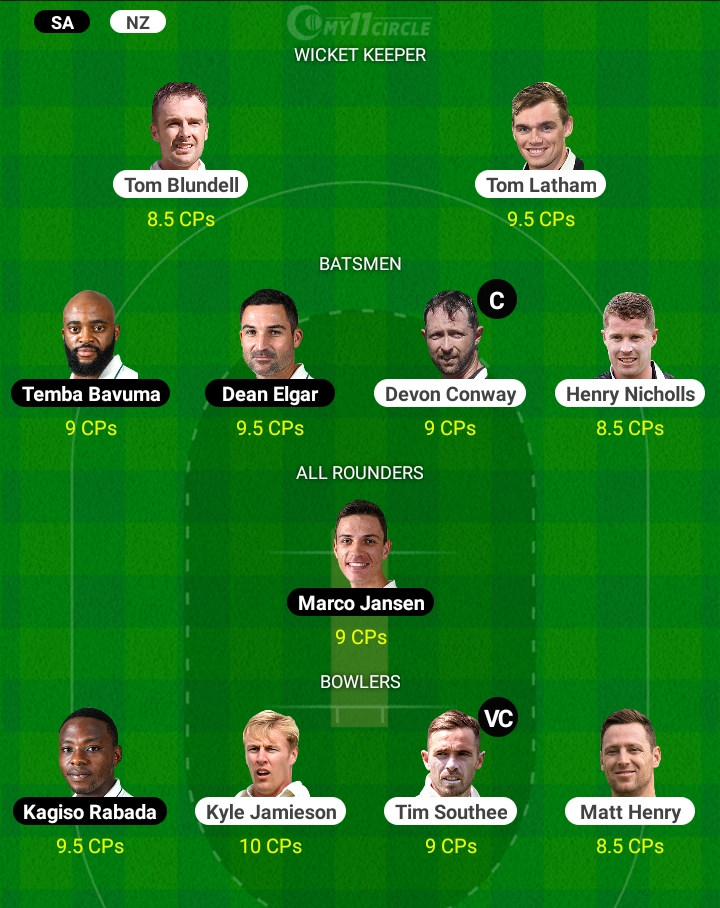 SA NZ
MY11CIRCLE
WICKET KEEPER
Tom Blundell Tom Latham
8.5 CPs 9.5 CPs
BATSMEN
C
Temba Bavuma Dean Elgar Devon Conway Henry Nicholls
9 CPs 9.5 CPs 9 CPs 8.5 CPs
ALL ROUNDERS
Marco Jansen
9 CPs
BOWLERS
VC
Kagiso Rabada Kyle Jamieson Tim Southee Matt Henry
9.5 CPs 10 CPs 9 CPs 8.5 CPs